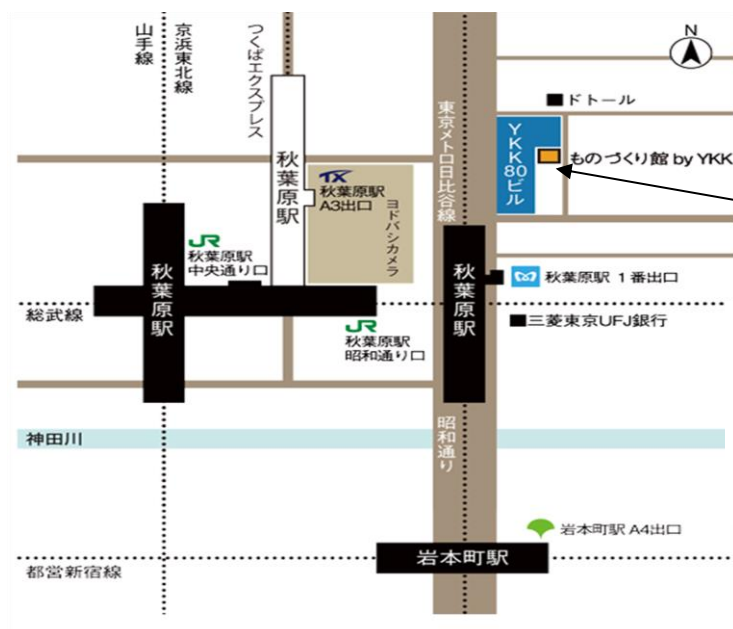 山手線
京浜東北線
つくばエクスプレス
N
ドトール
東京メトロ日比谷線
YKK80ビル
ものづくり館 by YKK
秋葉原駅
TX
秋葉原駅
A3出口
ヨドバシカメラ
JR
秋葉原駅
中央通り口
秋葉原駅
秋葉原駅
秋葉原駅 1番出口
総武線
JR
秋葉原駅
昭和通り口
三菱東京UFJ銀行
神田川
昭和通り
岩本町駅 A4出口
岩本町駅
都営新宿線